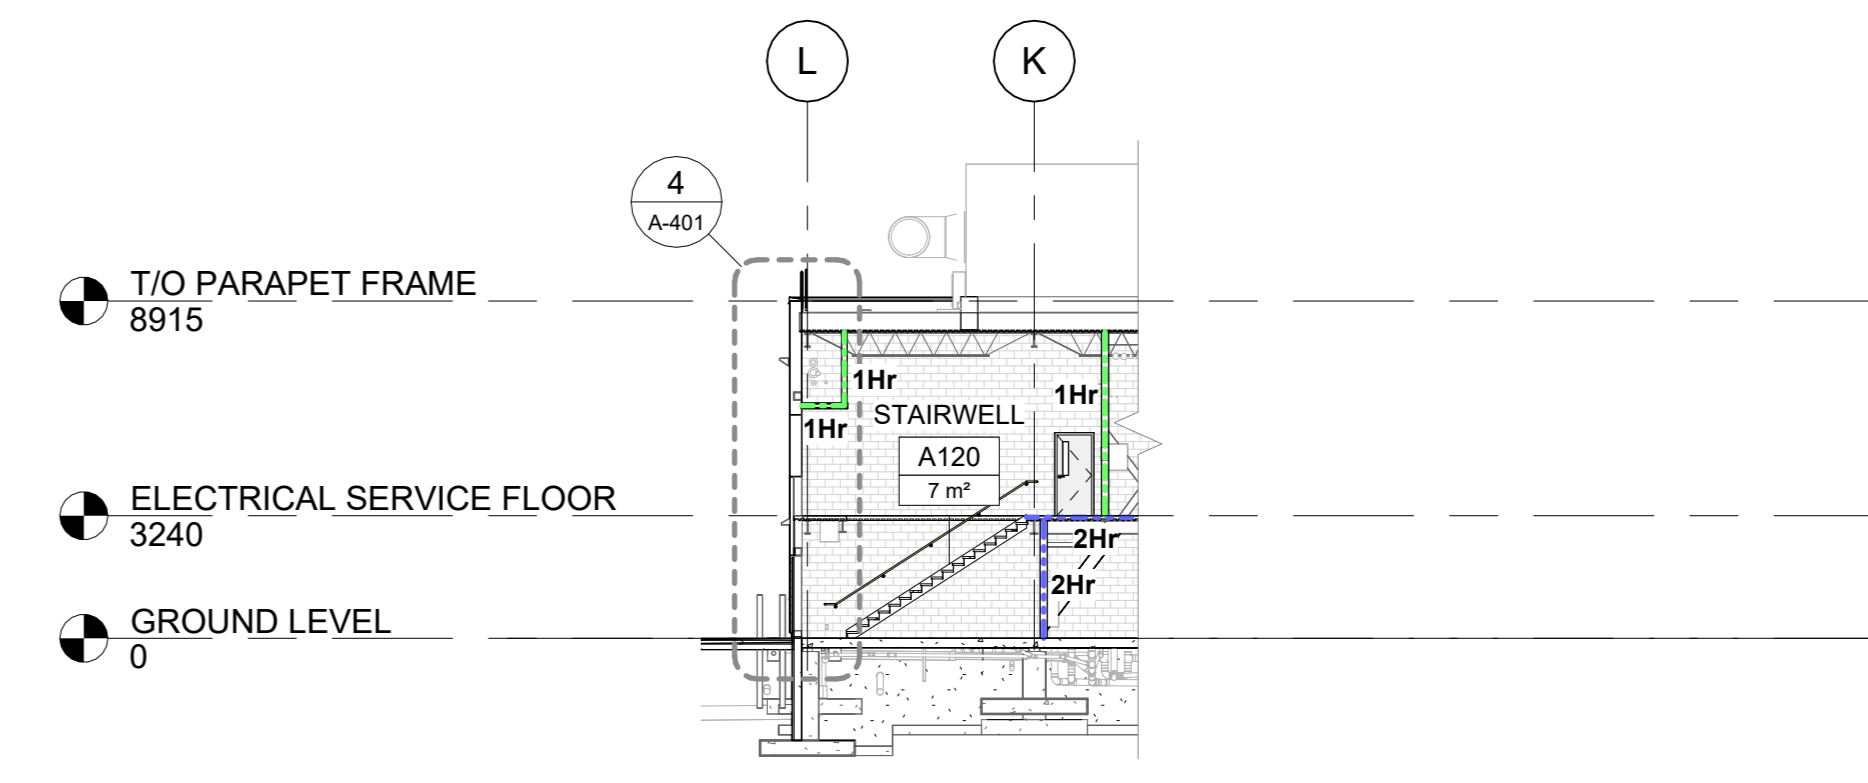 L
K
4
A-401
T/O PARAPET FRAME
8915
1Hr
1Hr
STAIRWELL
1Hr
A120
7 m²
ELECTRICAL SERVICE FLOOR
3240
2Hr
2Hr
GROUND LEVEL
0